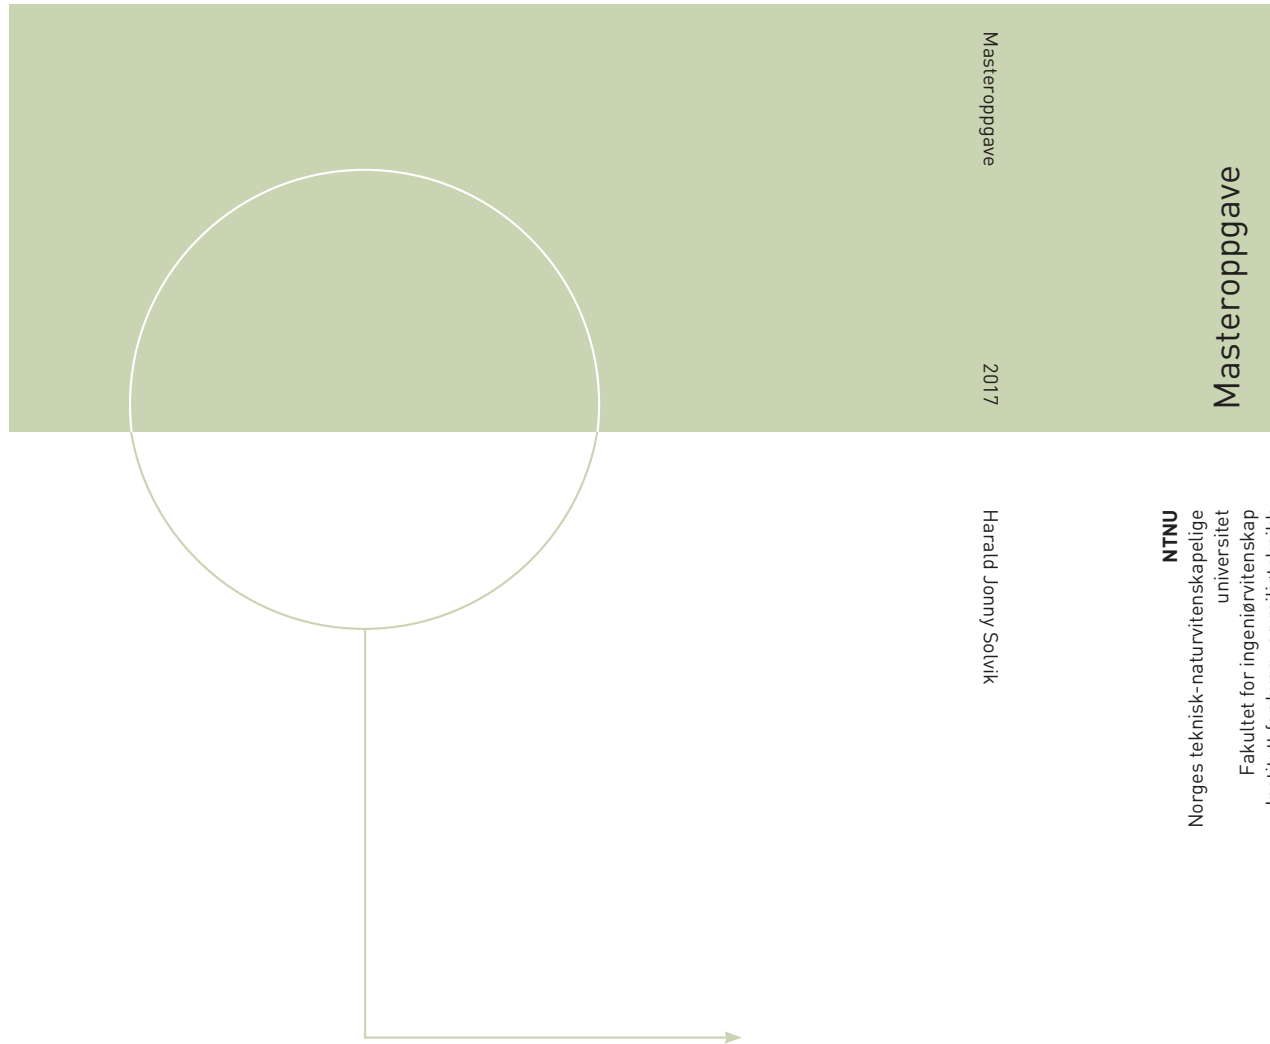 Masteroppgave
2017
Harald Jonny Solvik
Masteroppgave
NTNU
Norges teknisk-naturvitenskapelige
universitet
Fakultet for ingeniørvitenskap